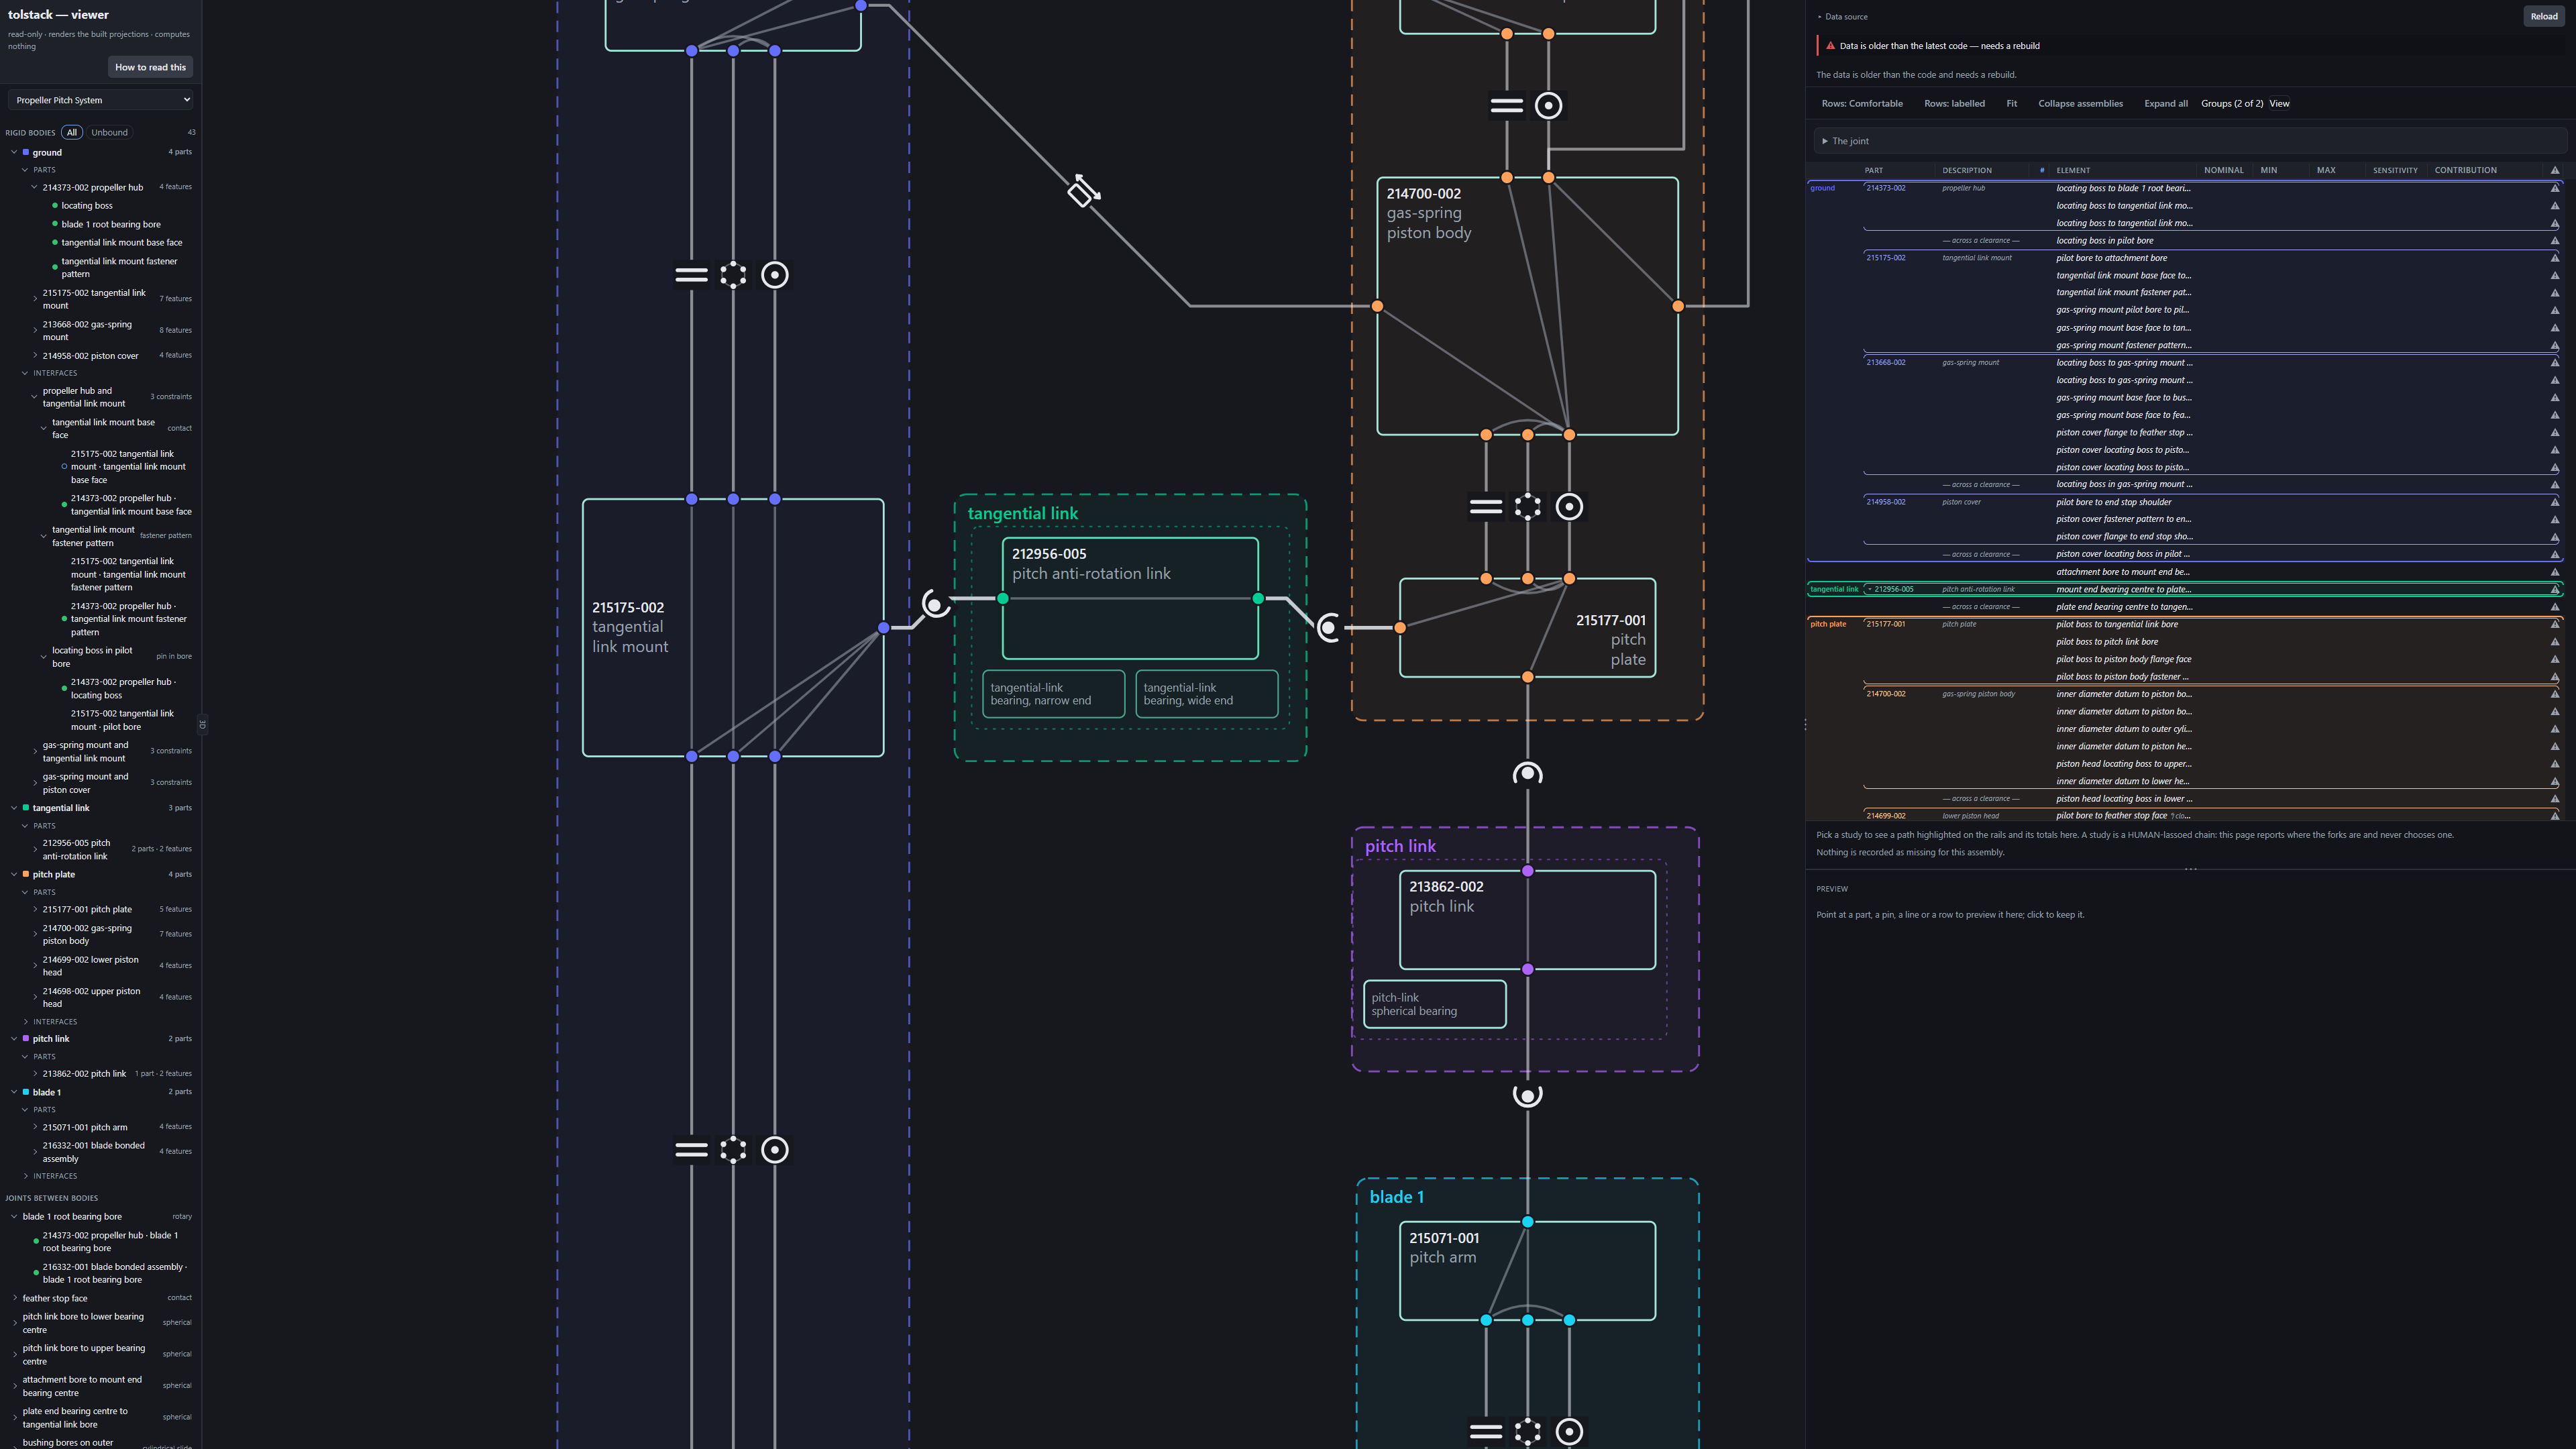 tolstack — viewer
read-only · renders the built projections · computes
nothing
How to read this
Propeller Pitch System
RIGID BODIES All Unbound 43
ground 4 parts
PARTS
214373-002 propeller hub 4 features
locating boss
blade 1 root bearing bore
tangential link mount base face
tangential link mount fastener
pattern
215175-002 tangential link
mount 7 features
213668-002 gas-spring
mount 8 features
214958-002 piston cover 4 features
INTERFACES
propeller hub and
tangential link mount 3 constraints
tangential link mount base
face contact
215175-002 tangential link
mount · tangential link mount
base face
214373-002 propeller hub ·
tangential link mount base face
tangential link mount
fastener pattern fastener pattern
215175-002 tangential link
mount · tangential link mount
fastener pattern
214373-002 propeller hub ·
tangential link mount fastener
pattern
locating boss in pilot
bore pin in bore
214373-002 propeller hub ·
locating boss
215175-002 tangential link
mount · pilot bore
gas-spring mount and
tangential link mount 3 constraints
gas-spring mount and
piston cover 3 constraints
tangential link 3 parts
PARTS
212956-005 pitch
anti-rotation link 2 parts · 2 features
pitch plate 4 parts
PARTS
215177-001 pitch plate 5 features
214700-002 gas-spring
piston body 7 features
214699-002 lower piston
head 4 features
214698-002 upper piston
head 4 features
INTERFACES
pitch link 2 parts
PARTS
213862-002 pitch link 1 part · 2 features
blade 1 2 parts
PARTS
215071-001 pitch arm 4 features
216332-001 blade bonded
assembly 4 features
INTERFACES
JOINTS BETWEEN BODIES
blade 1 root bearing bore rotary
214373-002 propeller hub · blade 1
root bearing bore
216332-001 blade bonded assembly ·
blade 1 root bearing bore
feather stop face contact
pitch link bore to lower bearing
centre spherical
pitch link bore to upper bearing
centre spherical
attachment bore to mount end
bearing centre spherical
plate end bearing centre to
tangential link bore spherical
bushing bores on outer
3D
214700-002
gas-spring
piston body
tangential link
212956-005
pitch anti-rotation link
tangential-link
bearing, narrow end
tangential-link
bearing, wide end
215175-002
tangential
link mount
215177-001
pitch
plate
pitch link
213862-002
pitch link
pitch-link
spherical bearing
blade 1
215071-001
pitch arm
Data source
Reload
Data is older than the latest code — needs a rebuild
The data is older than the code and needs a rebuild.
Rows: Comfortable Rows: labelled Fit Collapse assemblies Expand all Groups (2 of 2) View
The joint
PART DESCRIPTION # ELEMENT NOMINAL MIN MAX SENSITIVITY CONTRIBUTION
ground 214373-002 propeller hub locating boss to blade 1 root beari...
locating boss to tangential link mo...
locating boss to tangential link mo...
— across a clearance — locating boss in pilot bore
215175-002 tangential link mount pilot bore to attachment bore
tangential link mount base face to...
tangential link mount fastener pat...
gas-spring mount pilot bore to pil...
gas-spring mount base face to tan...
gas-spring mount fastener pattern...
213668-002 gas-spring mount locating boss to gas-spring mount ...
locating boss to gas-spring mount ...
gas-spring mount base face to bus...
gas-spring mount base face to fea...
piston cover flange to feather stop ...
piston cover locating boss to pisto...
piston cover locating boss to pisto...
— across a clearance — locating boss in gas-spring mount ...
214958-002 piston cover pilot bore to end stop shoulder
piston cover fastener pattern to en...
piston cover flange to end stop sho...
— across a clearance — piston cover locating boss in pilot ...
attachment bore to mount end be...
tangential link 212956-005 pitch anti-rotation link mount end bearing centre to plate...
— across a clearance — plate end bearing centre to tangen...
pitch plate 215177-001 pitch plate pilot boss to tangential link bore
pilot boss to pitch link bore
pilot boss to piston body flange face
pilot boss to piston body fastener ...
214700-002 gas-spring piston body inner diameter datum to piston bo...
inner diameter datum to piston bo...
inner diameter datum to outer cyli...
inner diameter datum to piston he...
piston head locating boss to upper...
inner diameter datum to lower he...
— across a clearance — piston head locating boss in lower ...
214699-002 lower piston head pilot bore to feather stop face
Pick a study to see a path highlighted on the rails and its totals here. A study is a HUMAN-lassoed chain: this page reports where the forks are and never chooses one.
Nothing is recorded as missing for this assembly.
PREVIEW
Point at a part, a pin, a line or a row to preview it here; click to keep it.